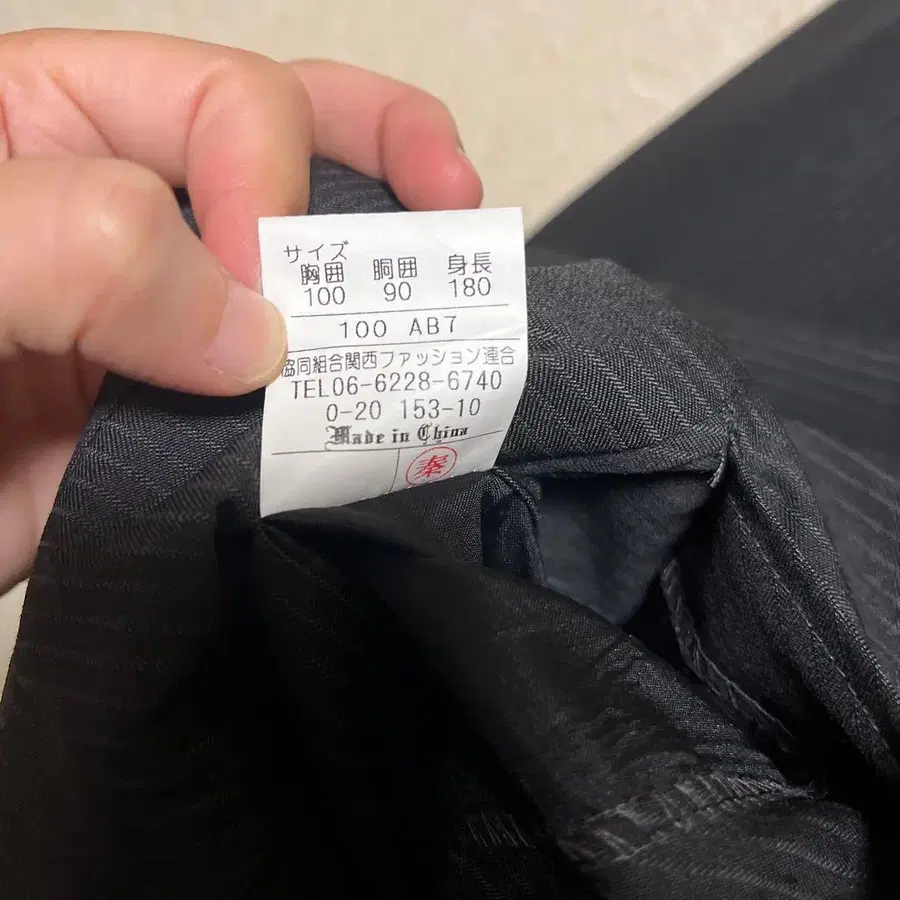 サイズ
胸囲 胴囲 身長
100 90 180
100 AB7
協同組合関西ファッション連合
TEL06-6228-6740
0-20 153-10
Made in China
秦